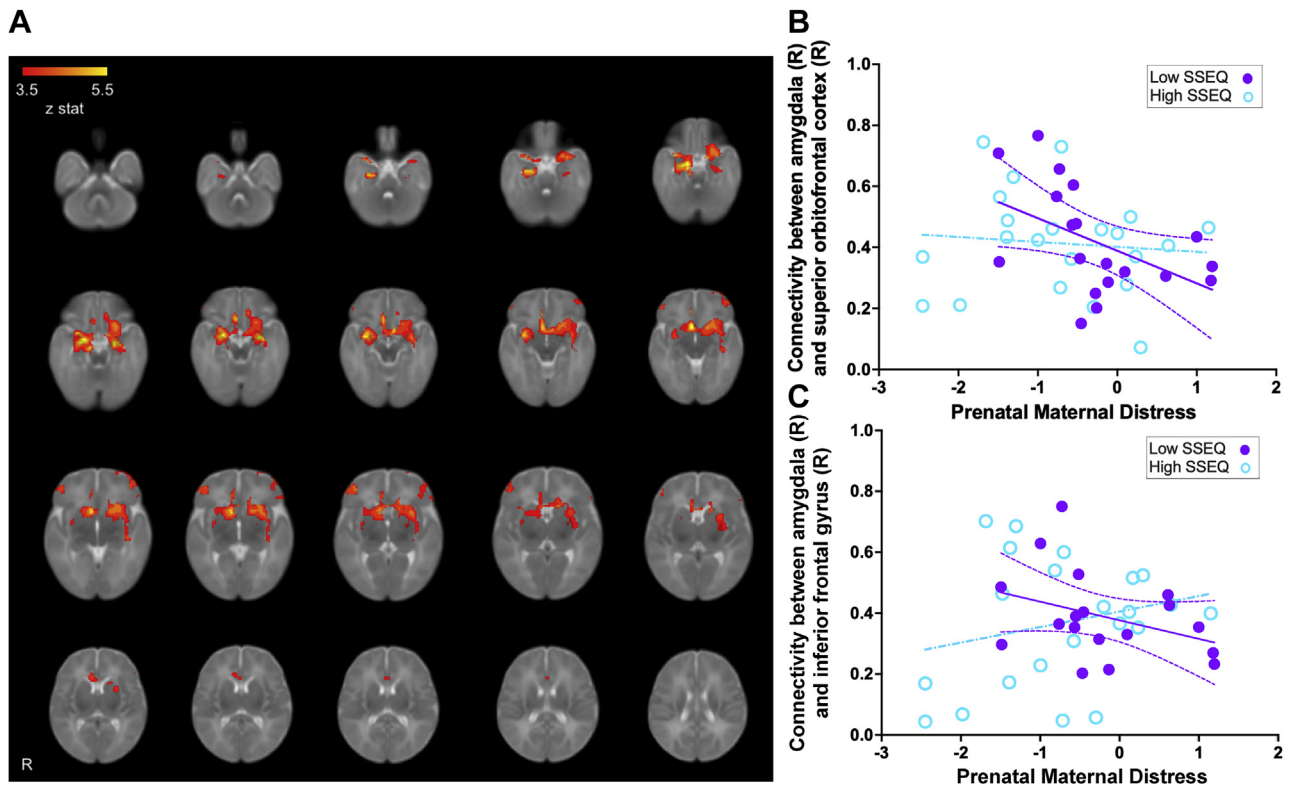 A
3.5 5.5
z stat
R
B
Connectivity between amygdala (R)
and superior orbitofrontal cortex (R)
1.0
0.8
0.6
0.4
0.2
0.0
-3 -2 -1 0 1 2
Prenatal Maternal Distress
Low SSEQ
High SSEQ
C
Connectivity between amygdala (R)
and inferior frontal gyrus (R)
1.0
0.8
0.6
0.4
0.2
0.0
-3 -2 -1 0 1 2
Prenatal Maternal Distress
Low SSEQ
High SSEQ